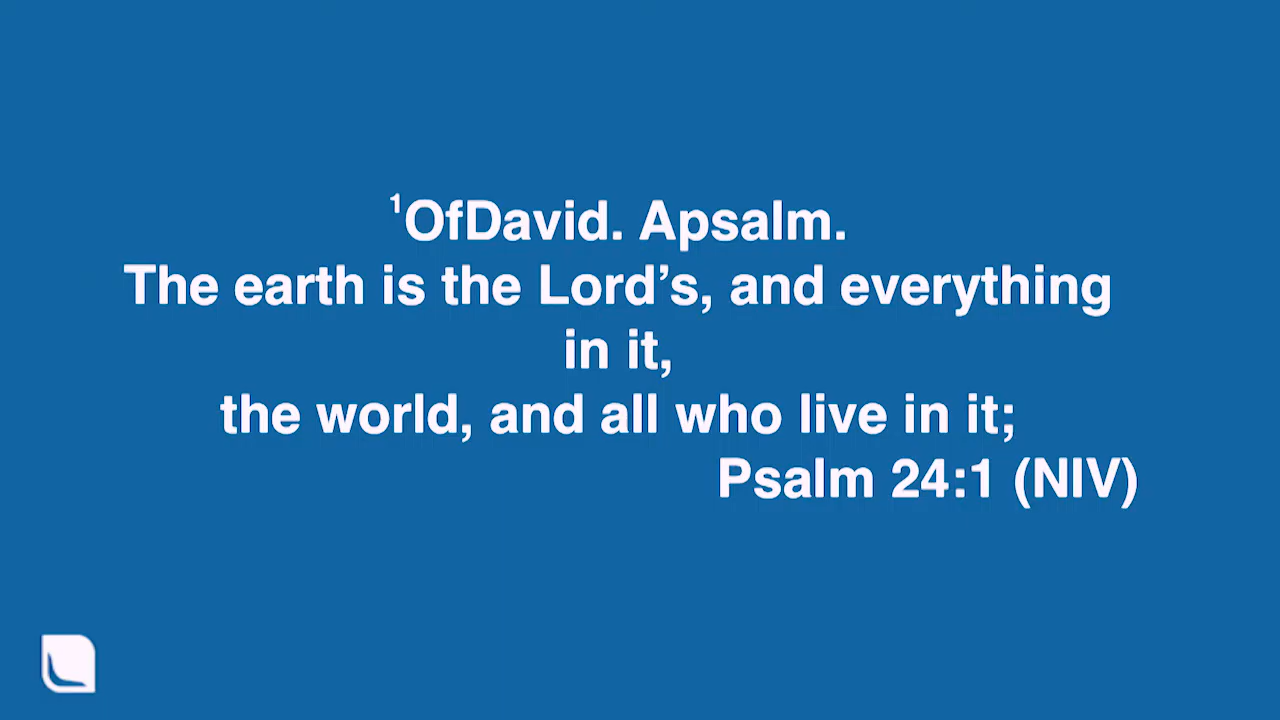 ¹OfDavid. Apsalm.
The earth is the Lord’s, and everything
in it,
the world, and all who live in it;
Psalm 24:1 (NIV)